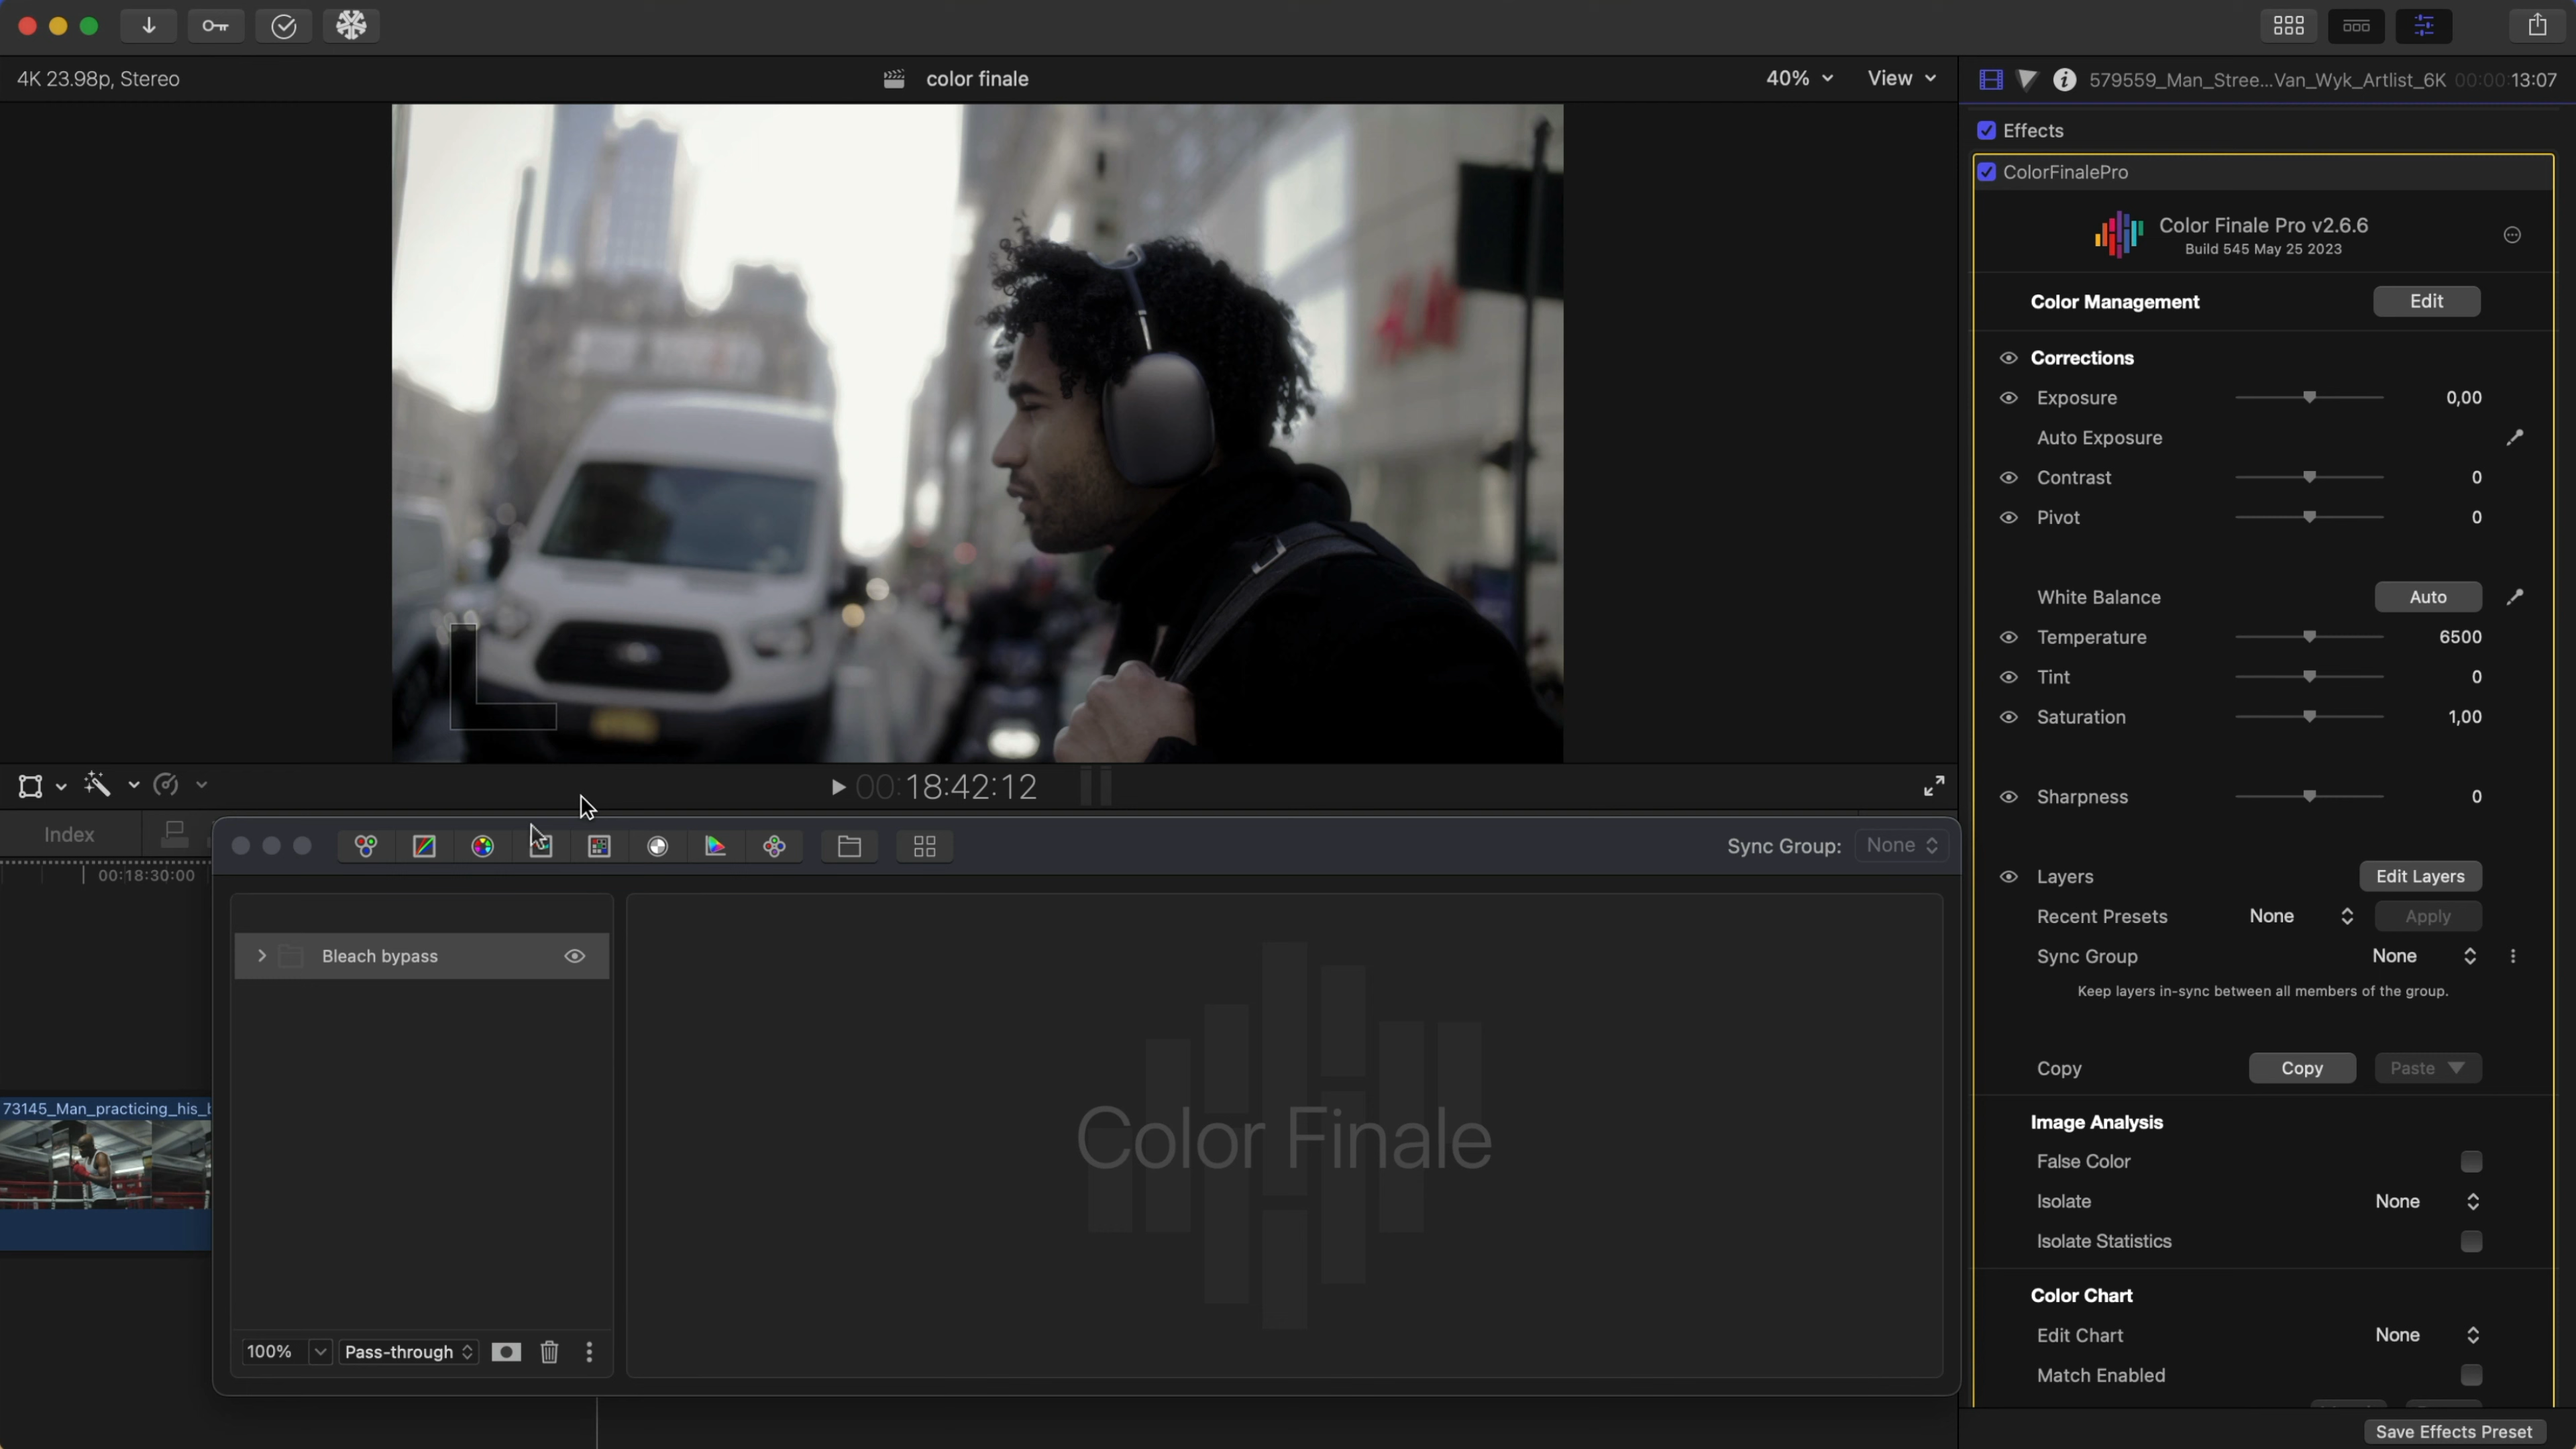 4K 23.98p, Stereo
color finale
40%
View
579559_Man_Stree...Van_Wyk_Artlist_6K
00:00:13:07
Effects
ColorFinalePro
Color Finale Pro v2.6.6
Build 545 May 25 2023
Color Management
Edit
Corrections
Exposure
0,00
Auto Exposure
Contrast
0
Pivot
0
White Balance
Auto
Temperature
6500
Tint
0
Saturation
1,00
Sharpness
0
Layers
Edit Layers
Recent Presets
None
Apply
Sync Group
None
Keep layers in-sync between all members of the group.
Copy
Copy
Paste
Image Analysis
False Color
Isolate
None
Isolate Statistics
Color Chart
Edit Chart
None
Match Enabled
Save Effects Preset
H&M
00:18:42:12
Index
00:18:30:00
Sync Group:
None
Bleach bypass
Color Finale
100%
Pass-through
73145_Man_practicing_his_b